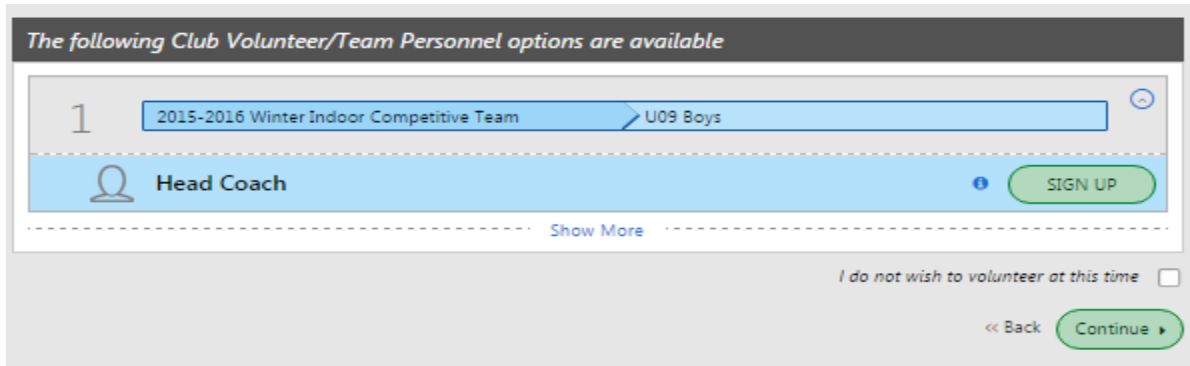 The following Club Volunteer/Team Personnel options are available
1 2015-2016 Winter Indoor Competitive Team U09 Boys
Head Coach SIGN UP
Show More
I do not wish to volunteer at this time
<< Back Continue